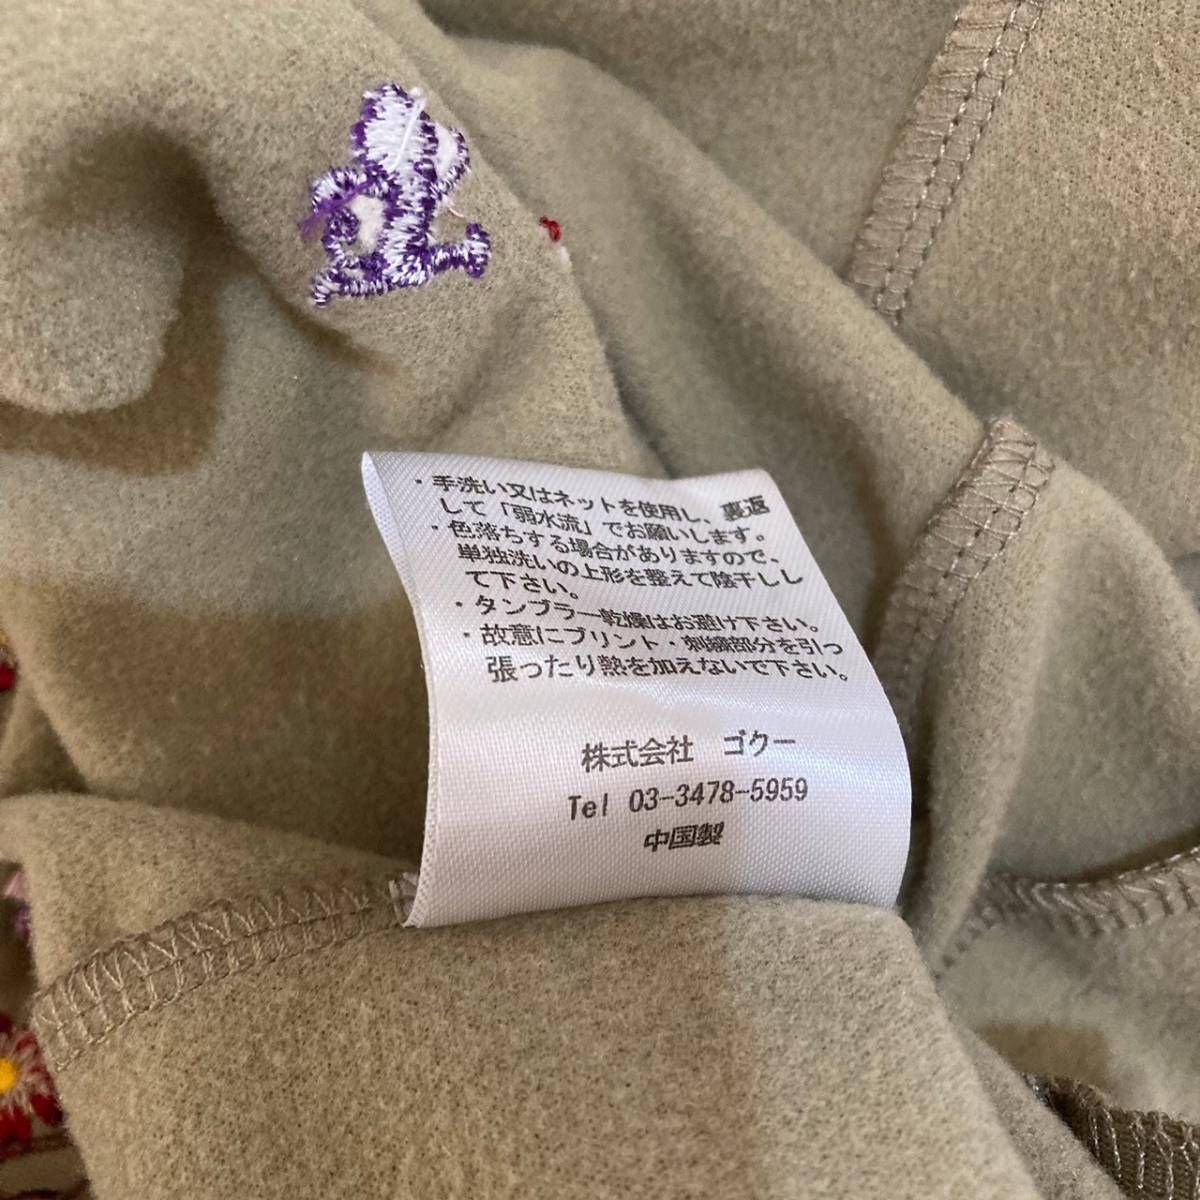 ・手洗い又はネットを使用し、裏返
して「弱水流」でお願いします。
・色落ちする場合がありますので、
単独洗いの上形を整えて陰干しし
て下さい。
・タンブラー乾燥はお避け下さい。
・故意にプリント・刺繍部分を引っ
張ったり熱を加えないで下さい。
株式会社 ゴクー
Tel 03-3478-5959
中国製